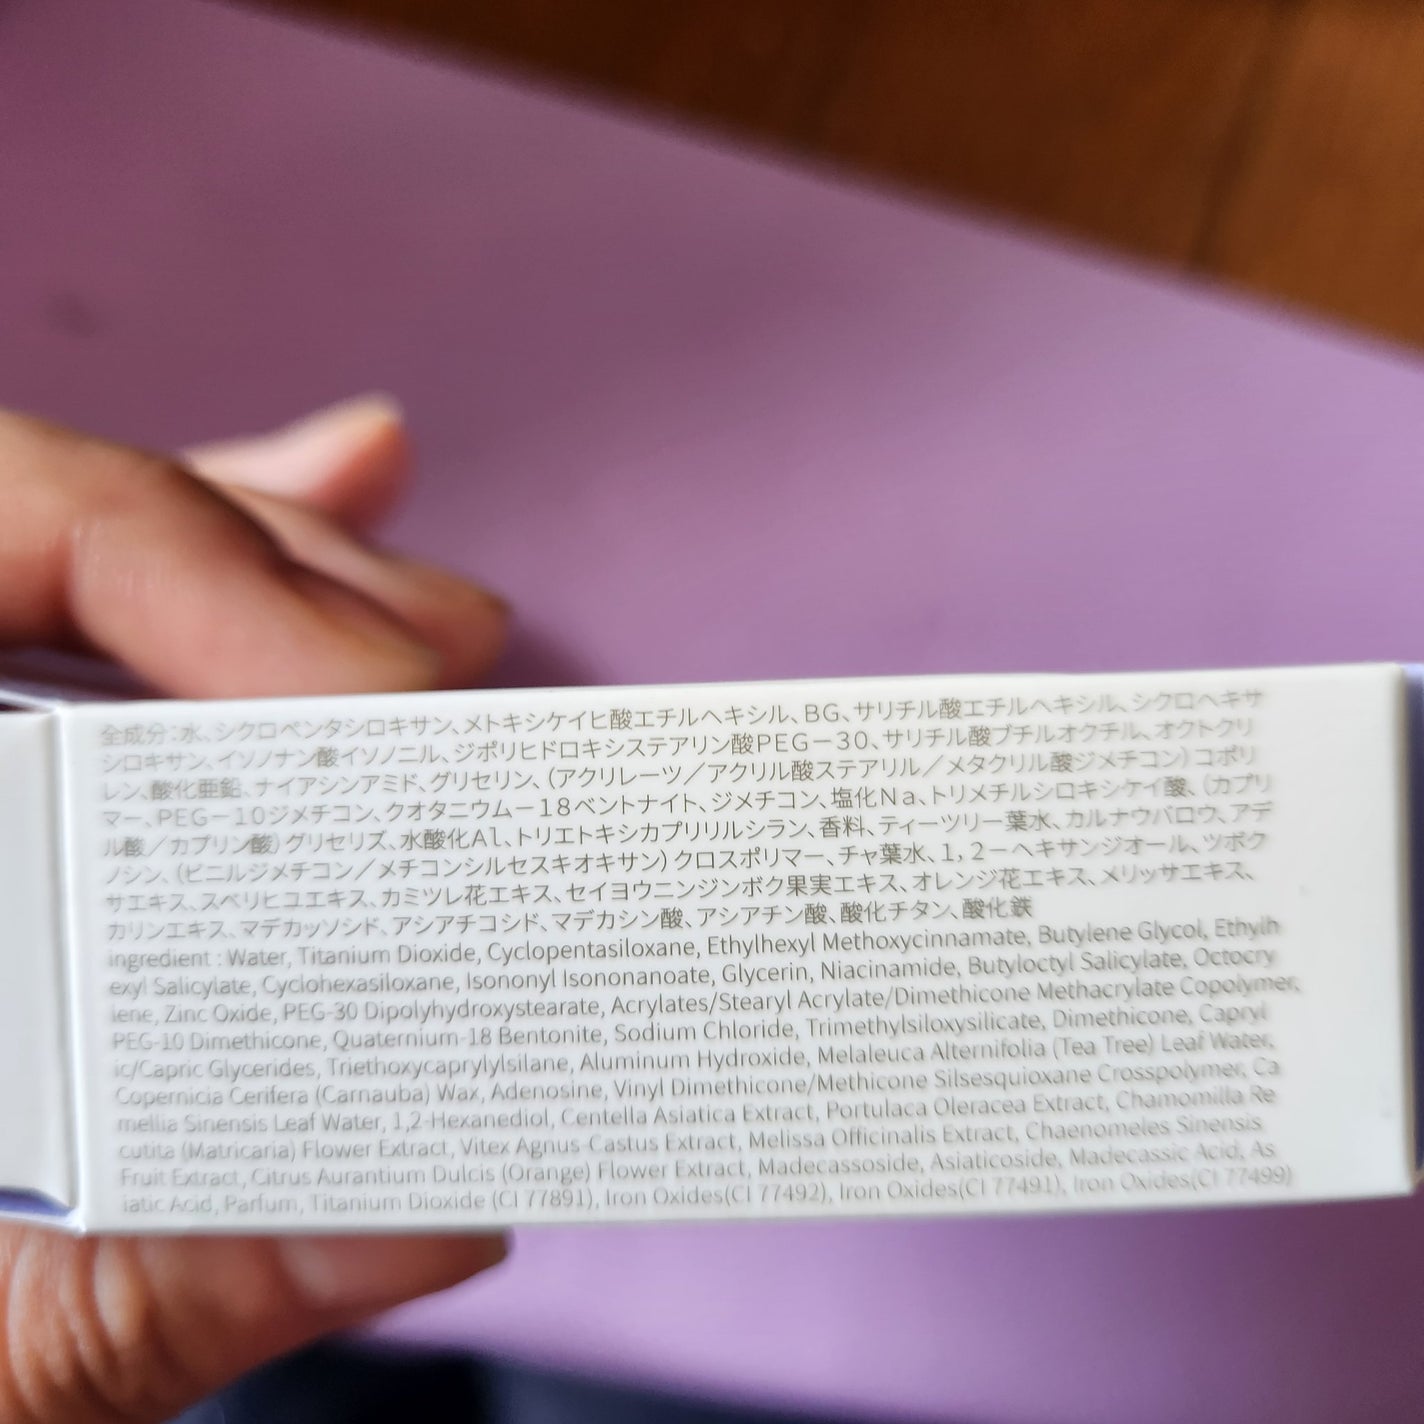 全成分:水、シクロペンタシロキサン、メトキシケイヒ酸エチルヘキシル、BG、サリチル酸エチルヘキシル、シクロヘキサ
シロキサン、イソノナン酸イソノニル、ジポリヒドロキシステアリン酸PEG-30、サリチル酸ブチルオクチル、オクトクリ
レン、酸化亜鉛、ナイアシンアミド、グリセリン、(アクリレーツ/アクリル酸ステアリル/メタクリル酸ジメチコン)コポリ
マー、PEG-10ジメチコン、クオタニウム-18ベントナイト、ジメチコン、塩化Na、トリメチルシロキシケイ酸、(カプリ
ル酸/カプリン酸)グリセリズ、水酸化Al、トリエトキシカプリリルシラン、香料、ティーツリー葉水、カルナウバロウ、アデ
ノシン、(ビニルジメチコン/メチコンシルセスキオキサン)クロスポリマー、チャ葉水、1,2-ヘキサンジオール、ツボク
サエキス、スベリヒユエキス、カミツレ花エキス、セイヨウニンジンボク果実エキス、オレンジ花エキス、メリッサエキス、
カリンエキス、マデカッソシド、アシアチコシド、マデカシン酸、アシアチン酸、酸化チタン、酸化鉄
ingredient : Water, Titanium Dioxide, Cyclopentasiloxane, Ethylhexyl Methoxycinnamate, Butylene Glycol, Ethylh
exyl Salicylate, Cyclohexasiloxane, Isononyl Isononanoate, Glycerin, Niacinamide, Butyloctyl Salicylate, Octocry
lene, Zinc Oxide, PEG-30 Dipolyhydroxystearate, Acrylates/Stearyl Acrylate/Dimethicone Methacrylate Copolymer,
PEG-10 Dimethicone, Quaternium-18 Bentonite, Sodium Chloride, Trimethylsiloxysilicate, Dimethicone, Capryl
ic/Capric Glycerides, Triethoxycaprylylsilane, Aluminum Hydroxide, Melaleuca Alternifolia (Tea Tree) Leaf Water,
Copernicia Cerifera (Carnauba) Wax, Adenosine, Vinyl Dimethicone/Methicone Silsesquioxane Crosspolymer, Ca
mellia Sinensis Leaf Water, 1,2-Hexanediol, Centella Asiatica Extract, Portulaca Oleracea Extract, Chamomilla Re
cutita (Matricaria) Flower Extract, Vitex Agnus-Castus Extract, Melissa Officinalis Extract, Chaenomeles Sinensis
Fruit Extract, Citrus Aurantium Dulcis (Orange) Flower Extract, Madecassoside, Asiaticoside, Madecassic Acid, As
iatic Acid, Parfum, Titanium Dioxide (CI 77891), Iron Oxides(CI 77492), Iron Oxides(CI 77491), Iron Oxides(CI 77499)